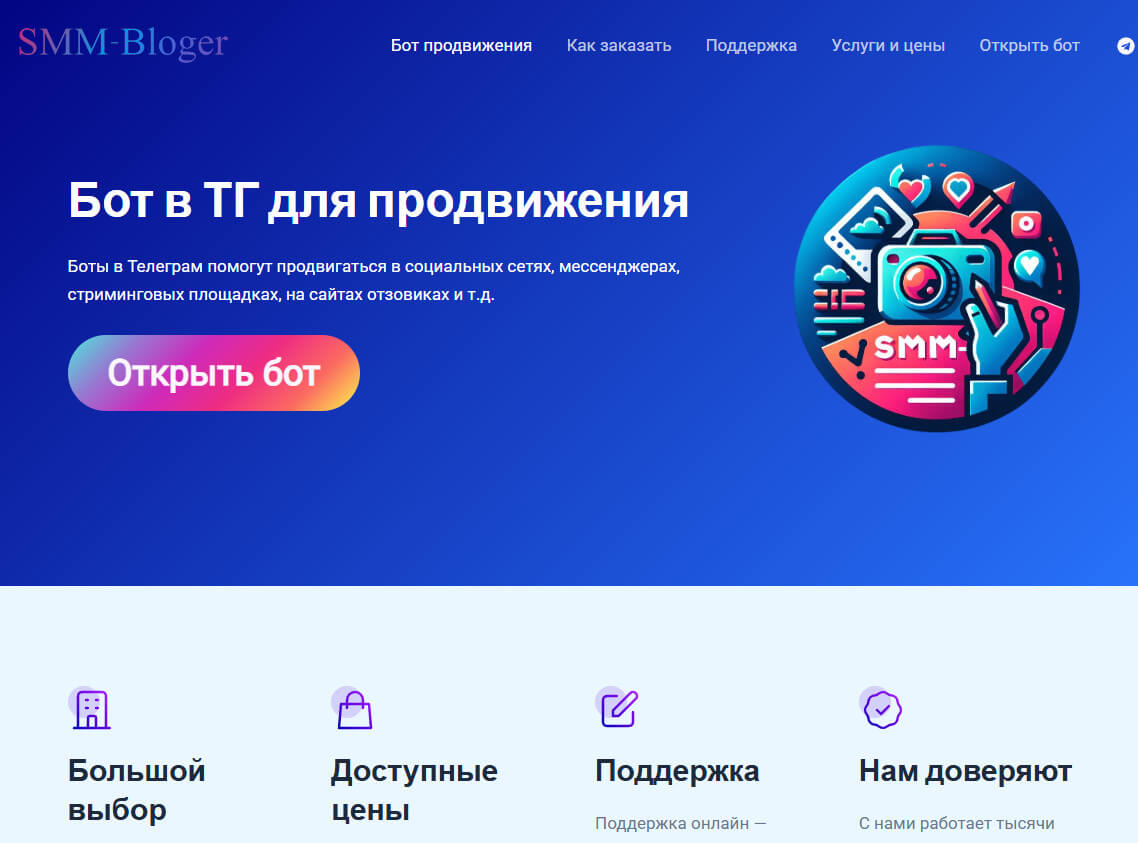 SMM-Bloger
Бот продвижения
Как заказать
Поддержка
Услуги и цены
Открыть бот
Бот в ТГ для продвижения
Боты в Телеграм помогут продвигаться в социальных сетях, мессенджерах,
стриминговых площадках, на сайтах отзовиках и т.д.
Открыть бот
SMM-
Большой
выбор
Доступные
цены
Поддержка
Поддержка онлайн —
Нам доверяют
С нами работает тысячи